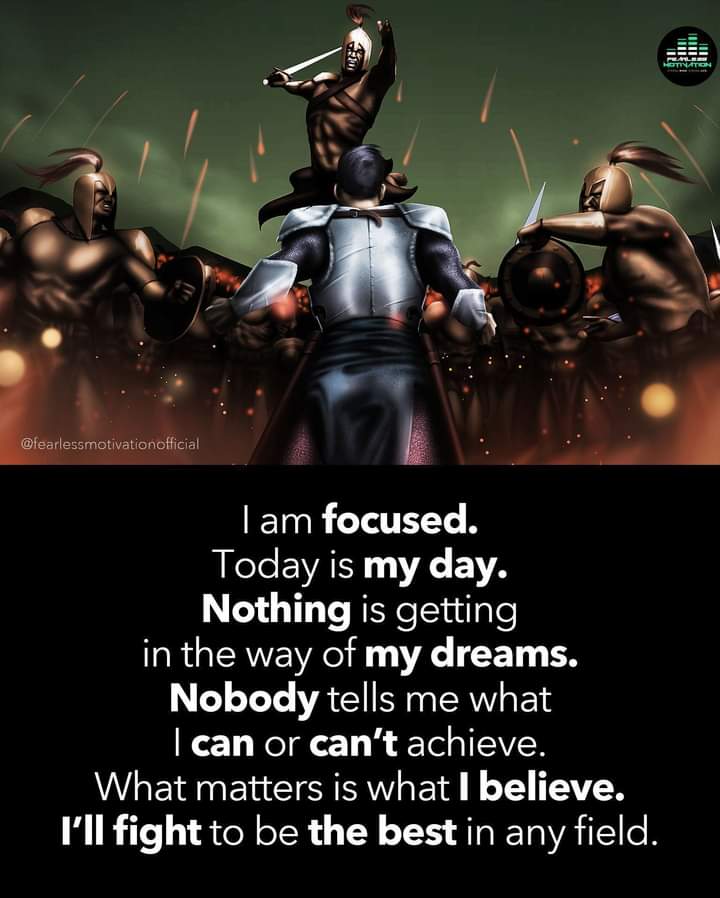 FEARLESS
MOTIVATION
@fearlessmotivationofficial
I am focused.
Today is my day.
Nothing is getting
in the way of my dreams.
Nobody tells me what
I can or can't achieve.
What matters is what I believe.
I'll fight to be the best in any field.